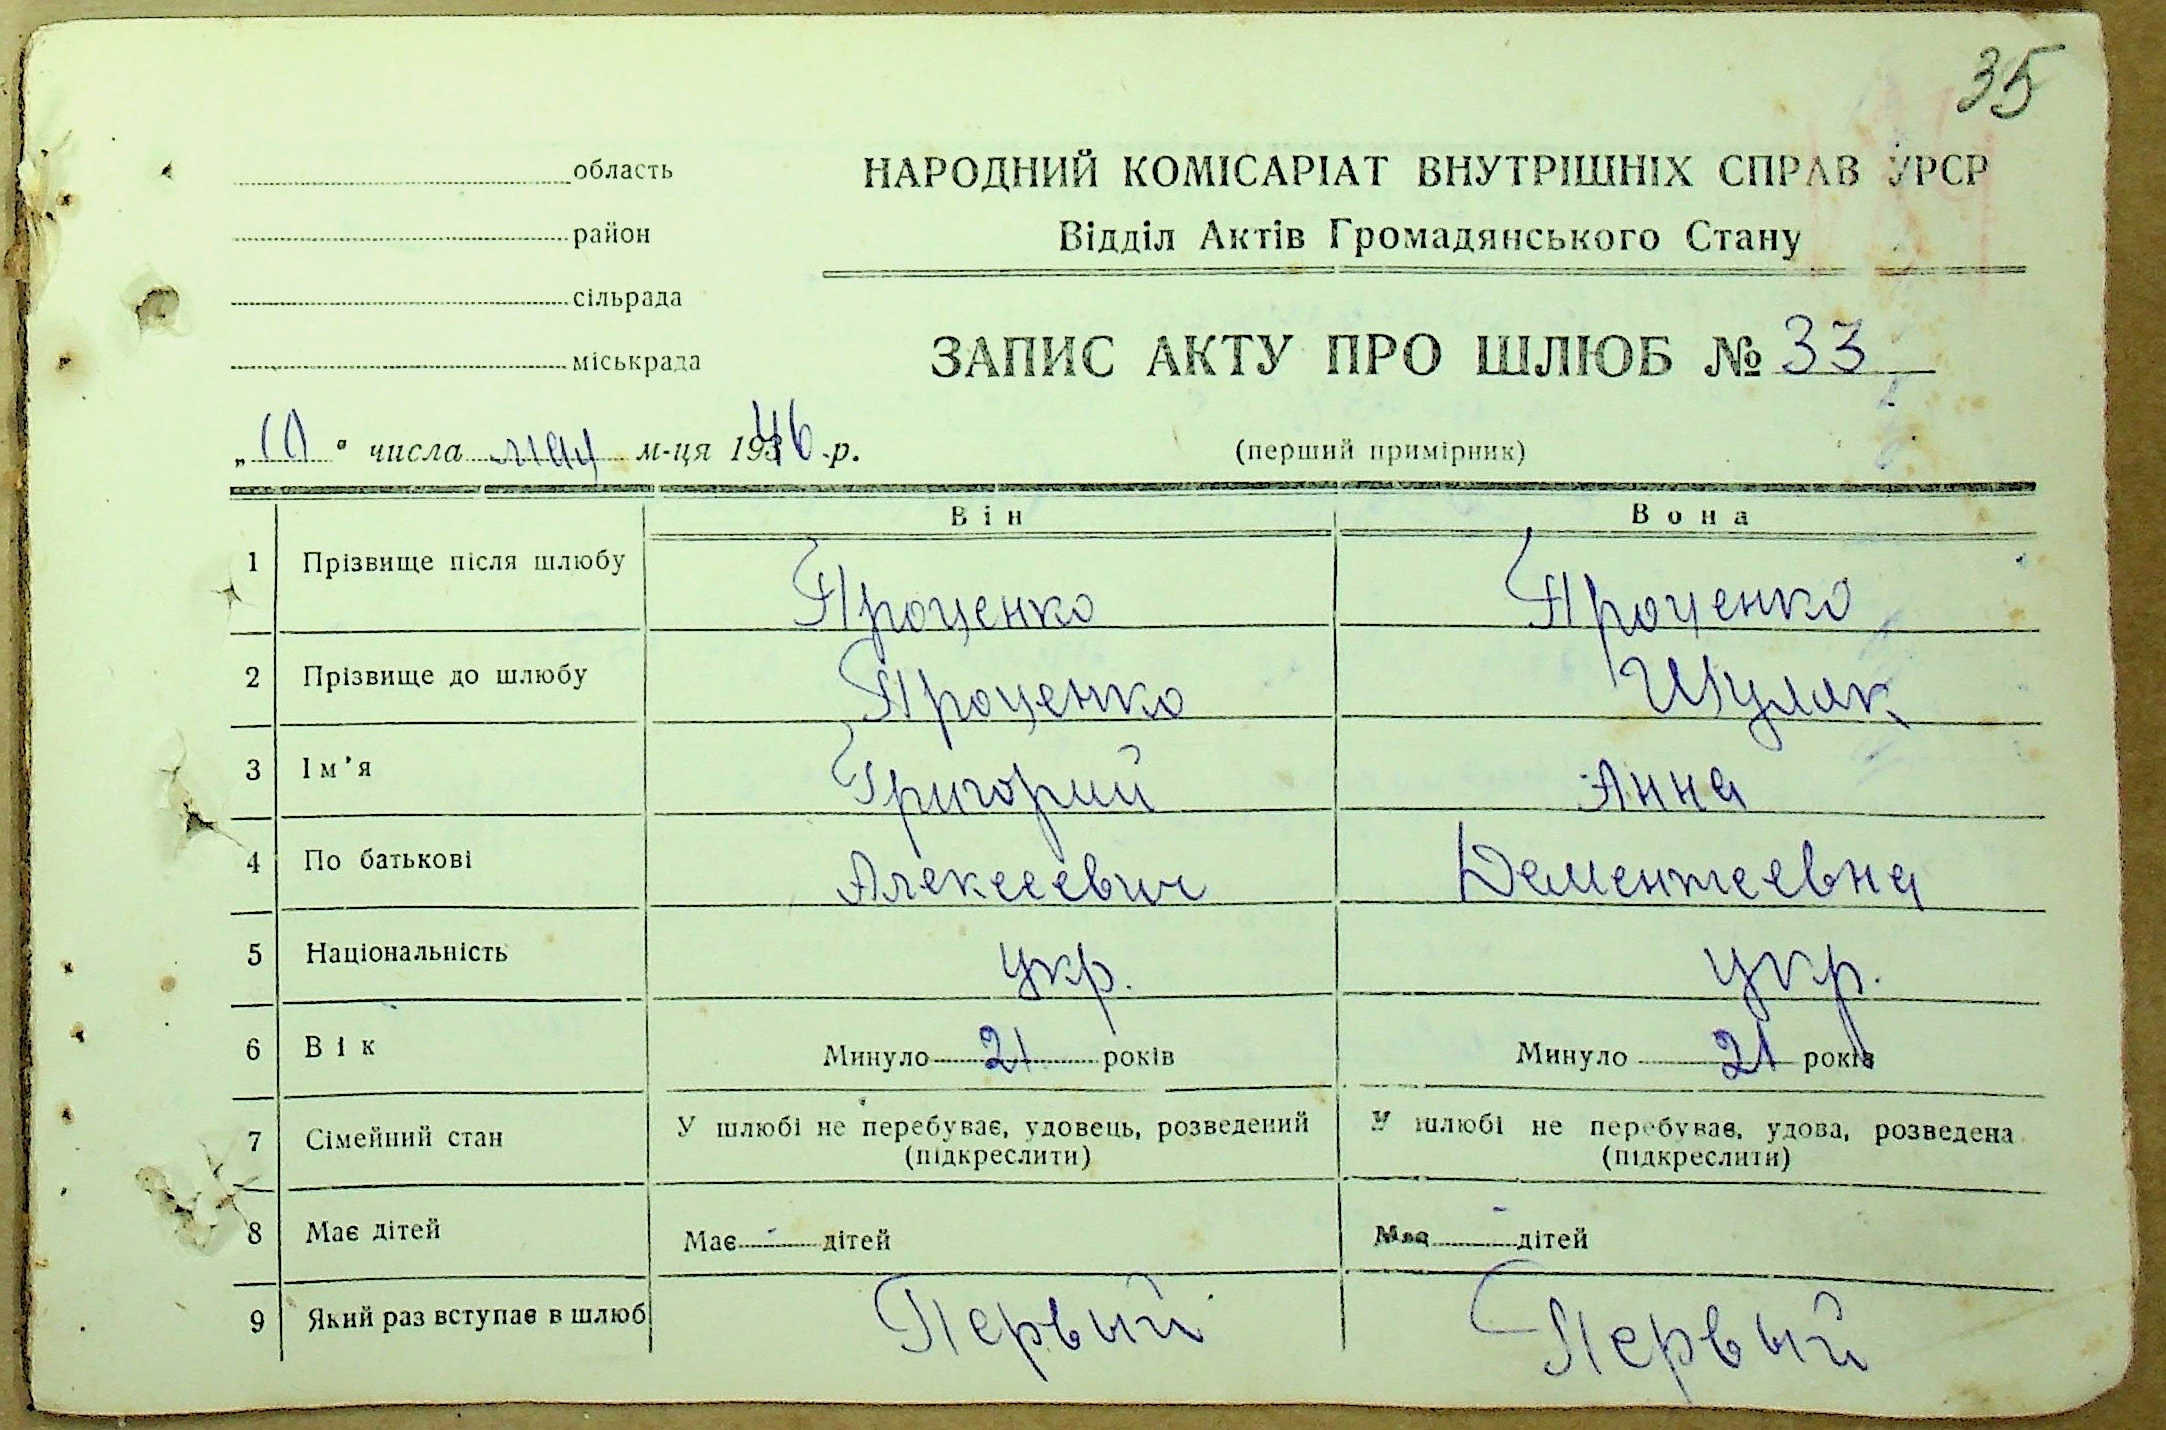 35
область
район
сільрада
міськрада
НАРОДНИЙ КОМІСАРІАТ ВНУТРІШНІХ СПРАВ УРСР
Відділ Актів Громадянського Стану
ЗАПИС АКТУ ПРО ШЛЮБ № 33
„10“ числа мая м-ця 1946 р.
(перший примірник)
Він Вона
1 Прізвище після шлюбу Проценко Проценко
2 Прізвище до шлюбу Проценко Шуляк
3 Ім'я Григорий Анна
4 По батькові Алексеевич Дементеевна
5 Національність укр. укр.
6 Вік Минуло 21 років Минуло 21 років
7 Сімейний стан У шлюбі не перебуває, удовець, розведений У шлюбі не перебуває, удова, розведена
(підкреслити) (підкреслити)
8 Має дітей Має - дітей Має - дітей
9 Який раз вступає в шлюб Первый Первый